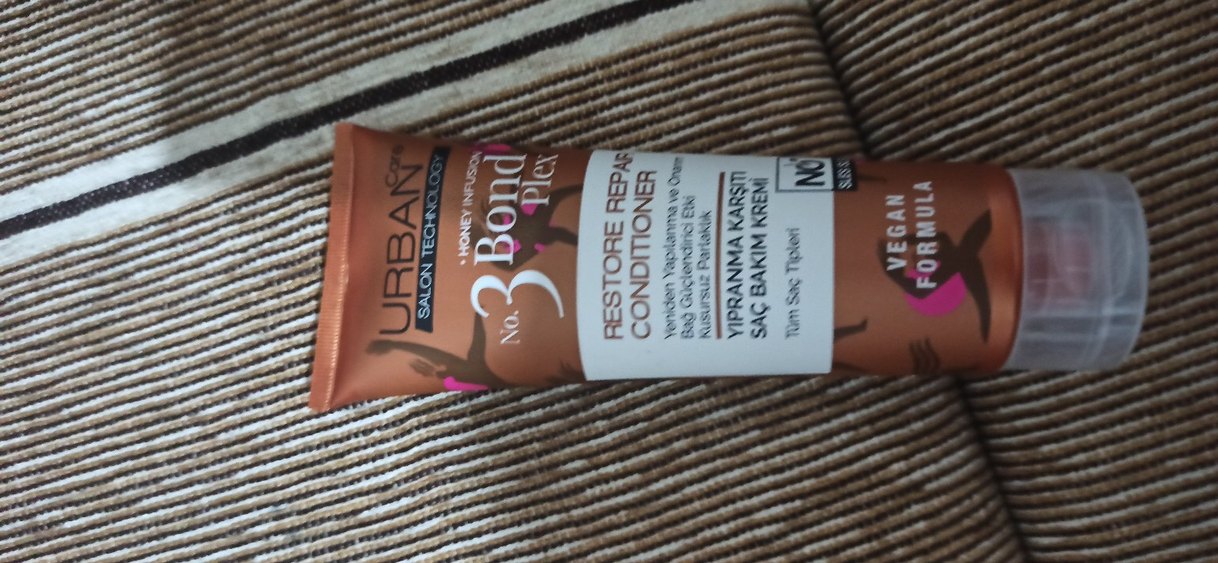 URBAN Care
SALON TECHNOLOGY
• HONEY INFUSION
No. 3 Bond
Plex
RESTORE REPAIR
CONDITIONER
Yeniden Yapılanma ve Onarım
Bağ Güçlendirici Etki
Kusursuz Parlaklık
YIPRANMA KARŞITI
SAÇ BAKIM KREMİ
Tüm Saç Tipleri
NO
VEGAN
FORMULA